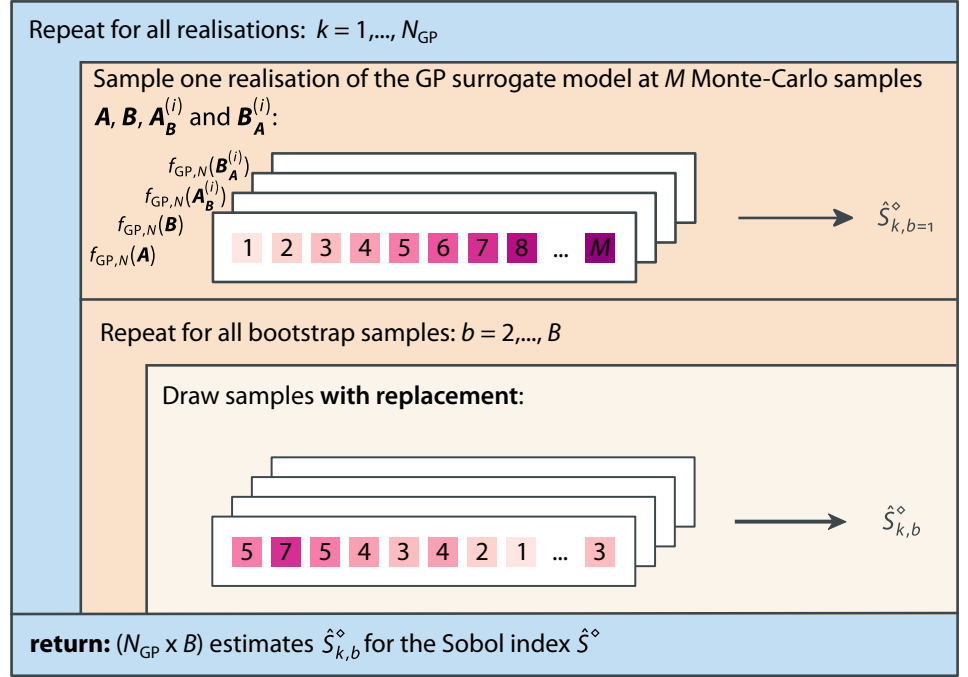 Repeat for all realisations: k = 1,..., N_GP
Sample one realisation of the GP surrogate model at M Monte-Carlo samples
A, B, A_B^(i) and B_A^(i):
f_GP,N(B_A^(i))
f_GP,N(A_B^(i))
f_GP,N(B)
f_GP,N(A)
1 2 3 4 5 6 7 8 ... M
Ŝ^⋄_k,b=1
Repeat for all bootstrap samples: b = 2,..., B
Draw samples with replacement:
5 7 5 4 3 4 2 1 ... 3
Ŝ^⋄_k,b
return: (N_GP x B) estimates Ŝ^⋄_k,b for the Sobol index Ŝ^⋄